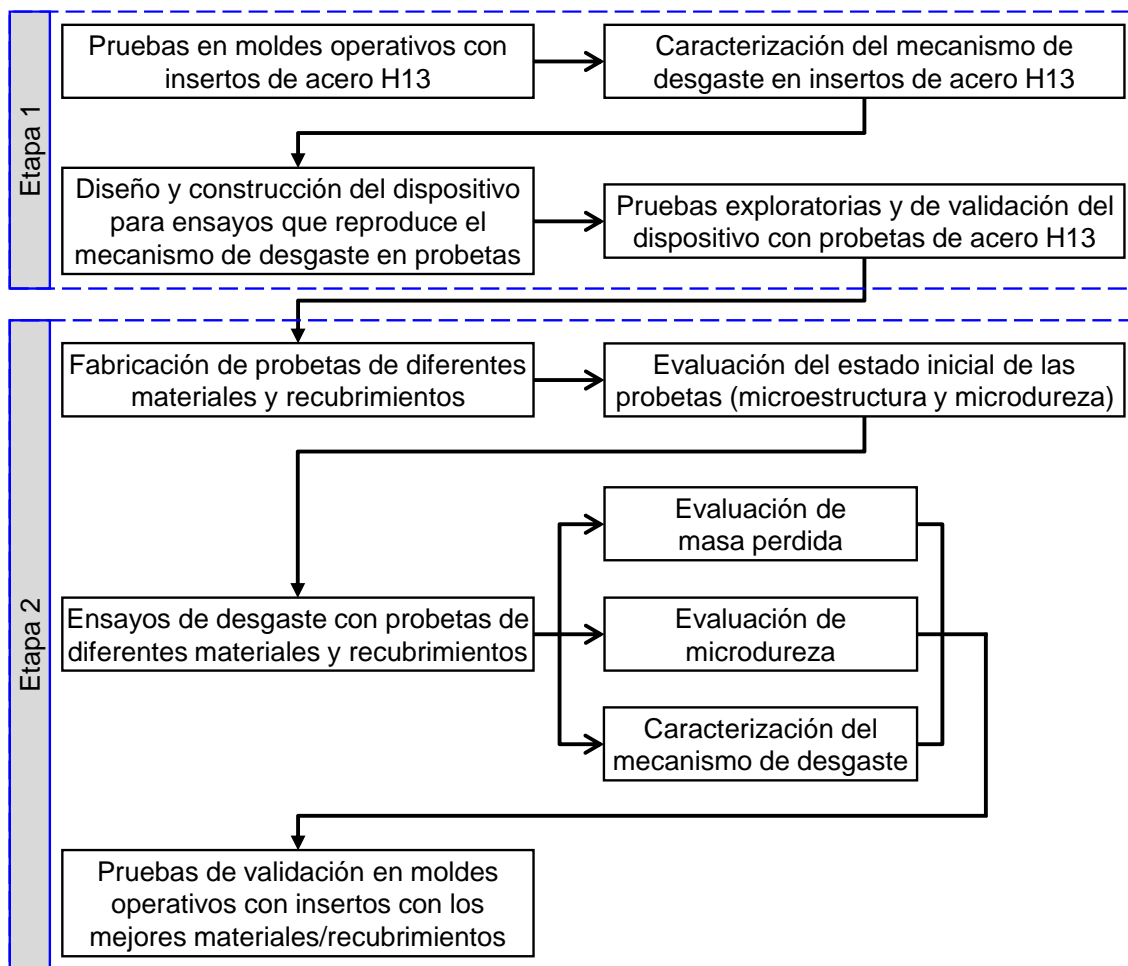 Etapa 1
Pruebas en moldes operativos con
insertos de acero H13
Caracterización del mecanismo de
desgaste en insertos de acero H13
Diseño y construcción del dispositivo
para ensayos que reproduce el
mecanismo de desgaste en probetas
Pruebas exploratorias y de validación del
dispositivo con probetas de acero H13
Etapa 2
Fabricación de probetas de diferentes
materiales y recubrimientos
Evaluación del estado inicial de las
probetas (microestructura y microdureza)
Ensayos de desgaste con probetas de
diferentes materiales y recubrimientos
Evaluación de
masa perdida
Evaluación de
microdureza
Caracterización del
mecanismo de desgaste
Pruebas de validación en moldes
operativos con insertos con los
mejores materiales/recubrimientos